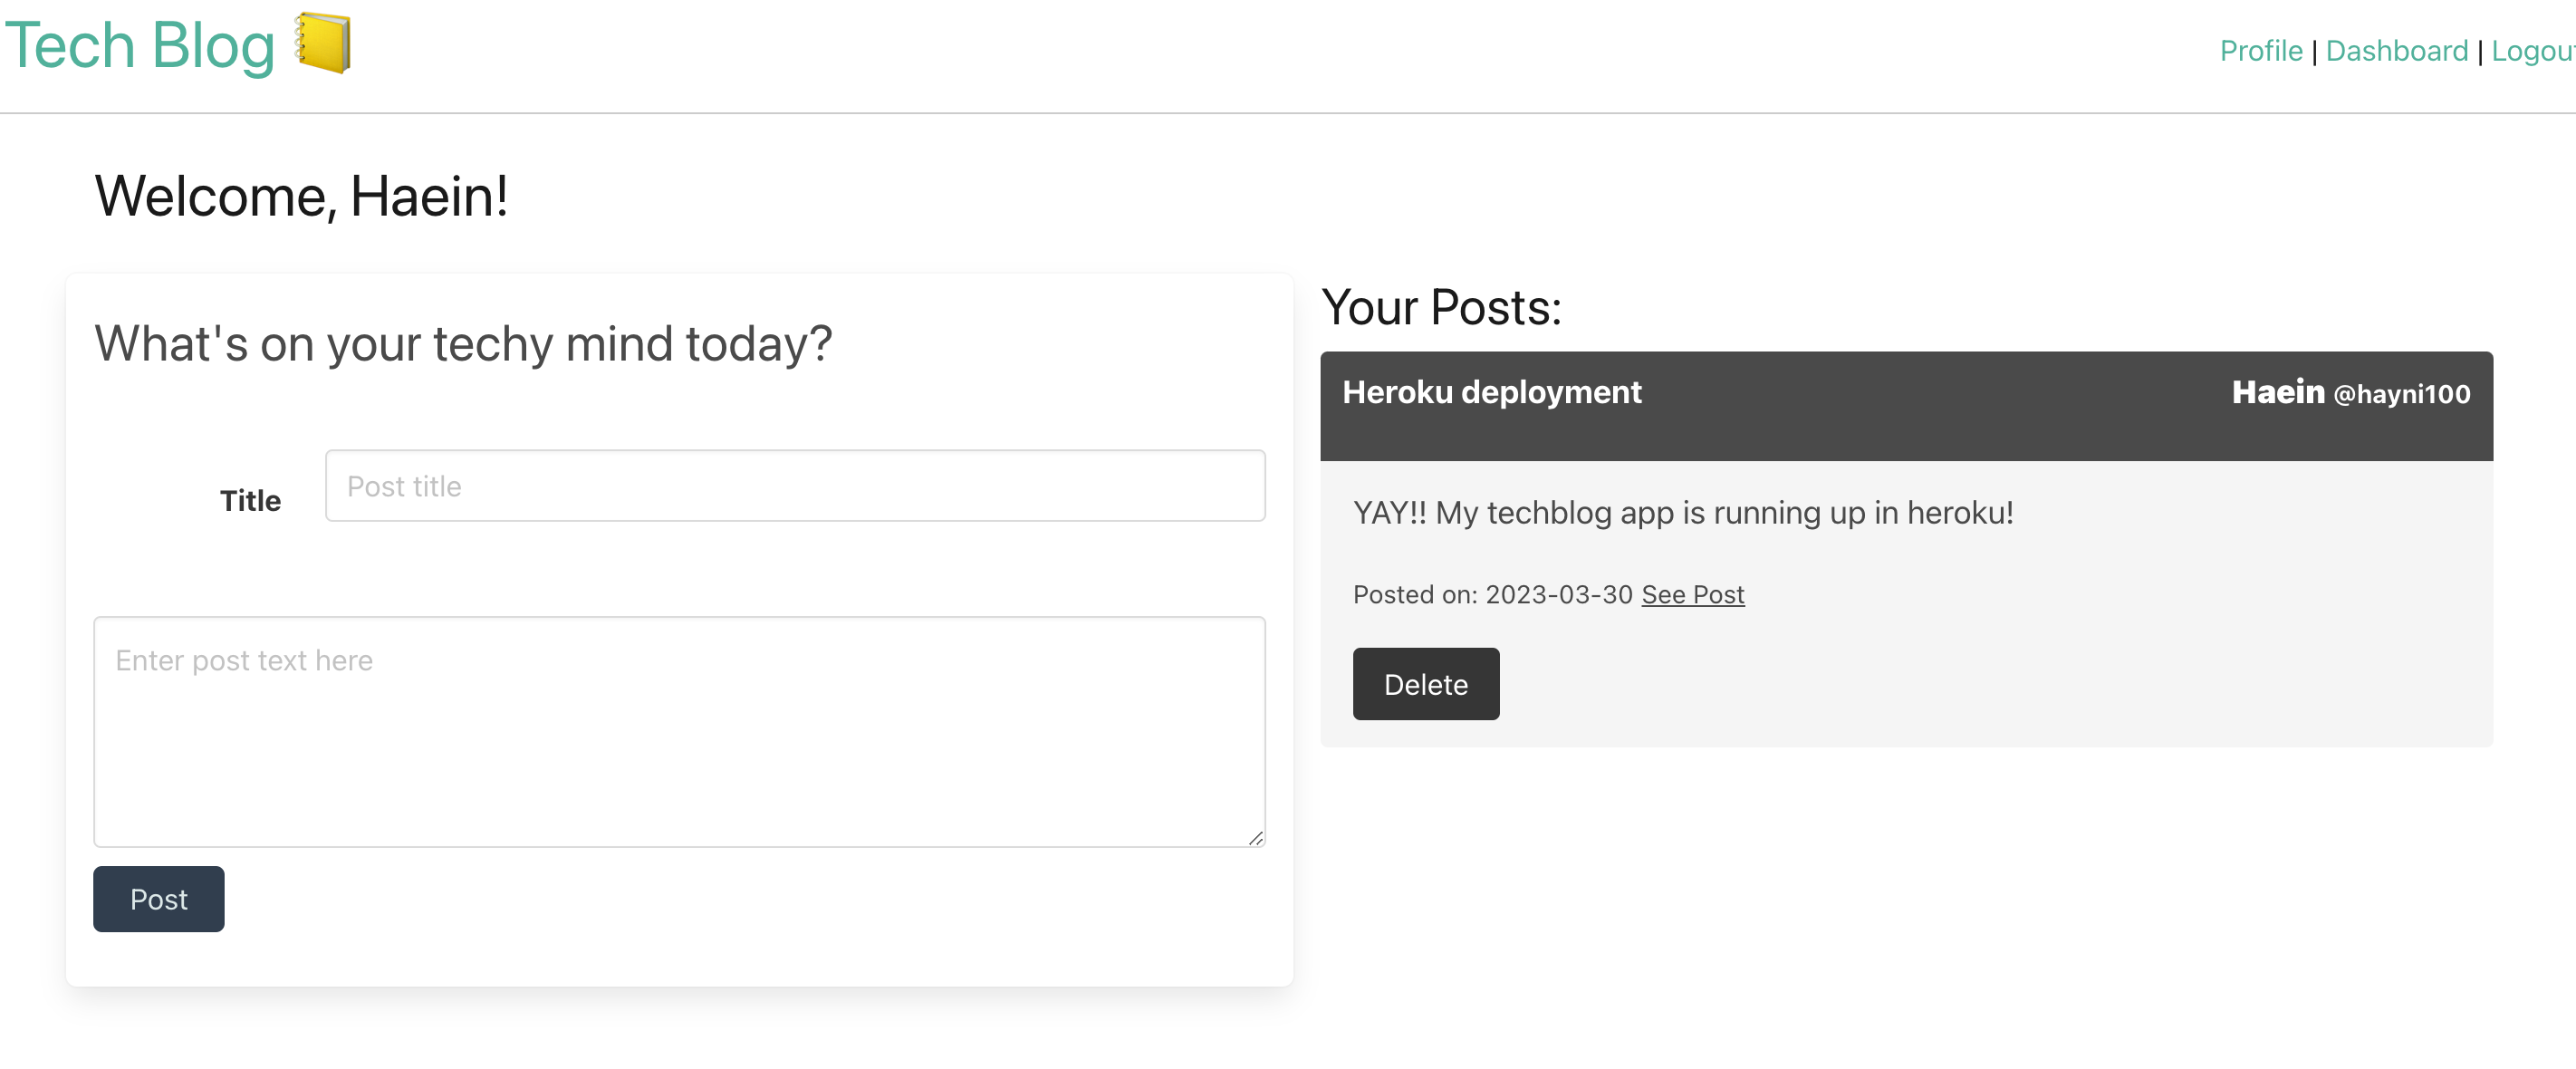 Tech Blog
Profile | Dashboard | Logou
Welcome, Haein!
What's on your techy mind today?
Title
Post title
Enter post text here
Post
Your Posts:
Heroku deployment
Haein @hayni100
YAY!! My techblog app is running up in heroku!
Posted on: 2023-03-30 See Post
Delete